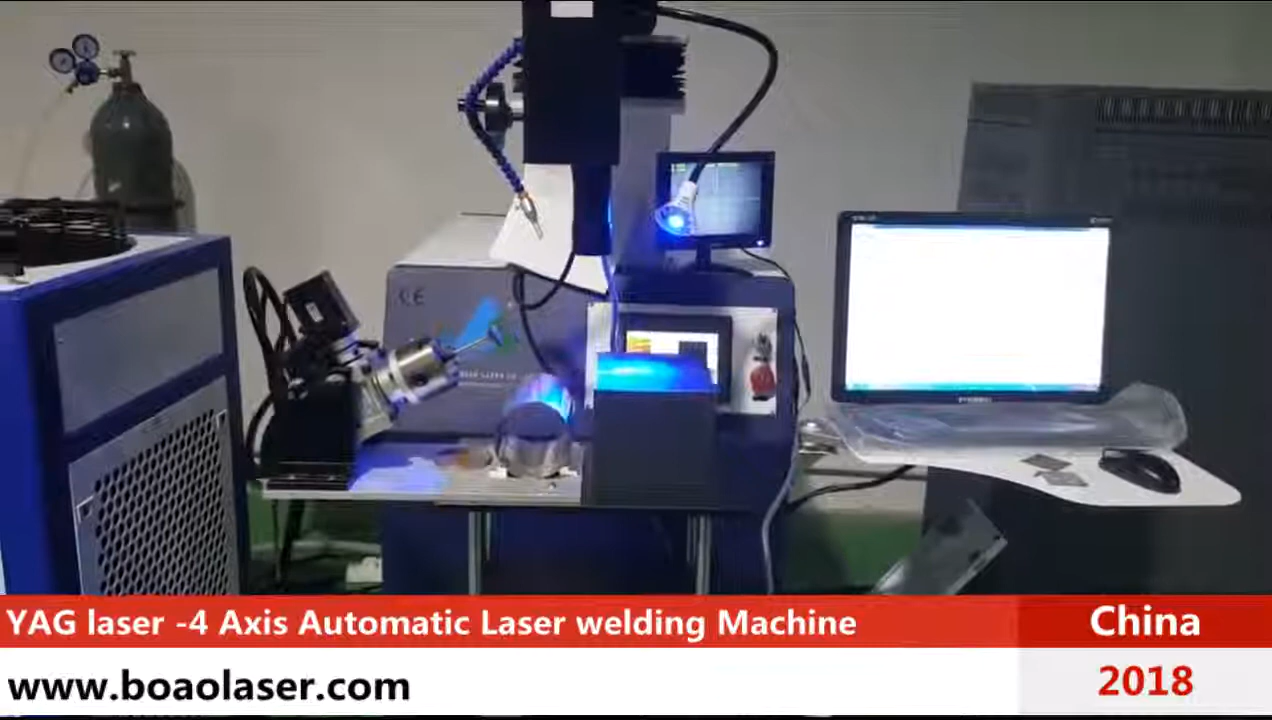 CE
YAG laser -4 Axis Automatic Laser welding Machine
China
www.boaolaser.com
2018